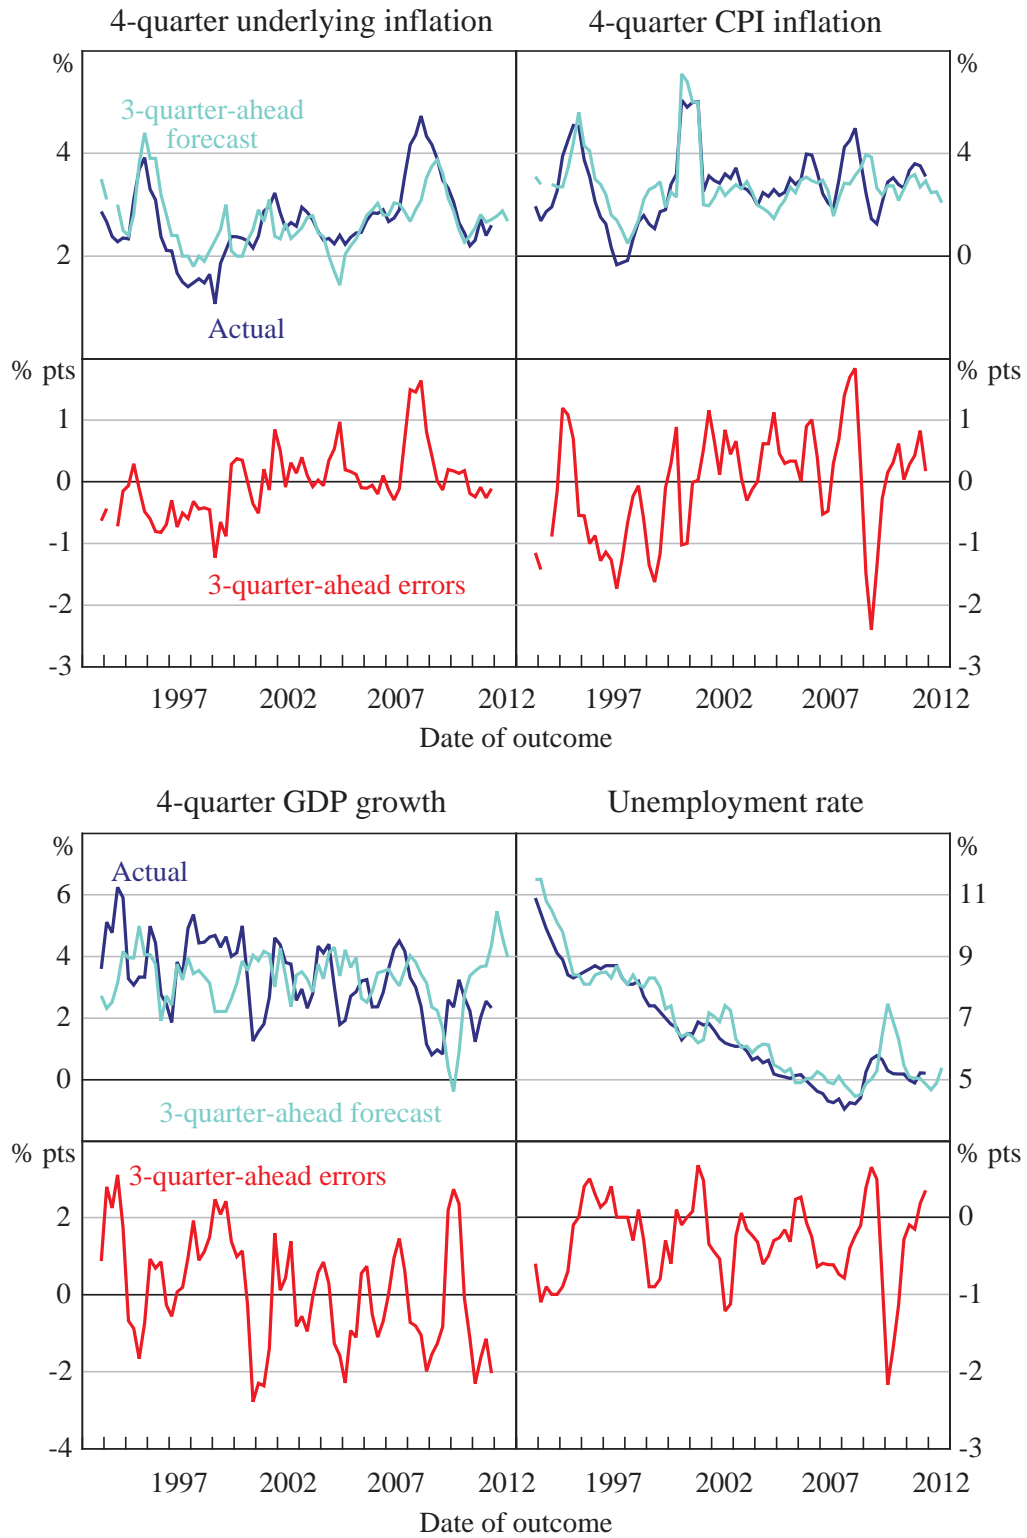 4-quarter underlying inflation
4-quarter CPI inflation
%
%
3-quarter-ahead
forecast
4
4
2
0
Actual
% pts
% pts
1
1
0
0
-1
-1
3-quarter-ahead errors
-2
-2
-3
-3
1997
2002
2007
2012
1997
2002
2007
2012
Date of outcome
4-quarter GDP growth
Unemployment rate
%
%
Actual
6
11
4
9
2
7
0
5
3-quarter-ahead forecast
% pts
% pts
3-quarter-ahead errors
2
0
0
-1
-2
-2
-4
-3
1997
2002
2007
2012
1997
2002
2007
2012
Date of outcome